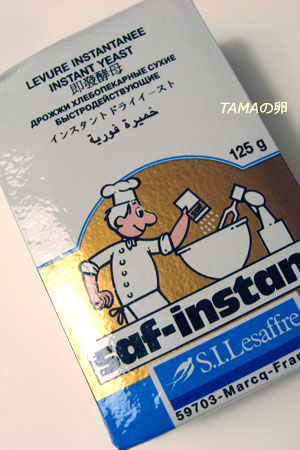 LEVURE INSTANTANEE
INSTANT YEAST
即發酵母
ДРОЖЖИ ХЛЕБОПЕКАРНЫЕ СУХИЕ
БЫСТРОДЕЙСТВУЮЩИЕ
インスタントドライイースト
خميرة فورية
TAMAの卵
125 g
saf-instan
S.I.Lesaffre
59703-Marcq-Fran